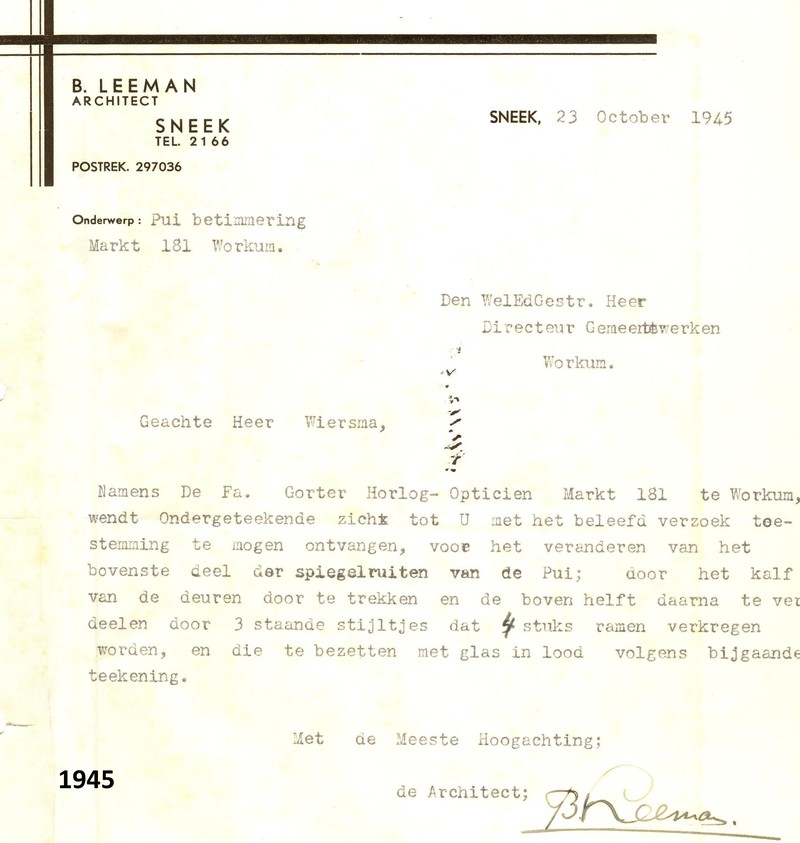 B. LEEMAN
ARCHITECT
SNEEK
TEL. 2166
POSTREK. 297036
SNEEK, 23 October 1945
Onderwerp: Pui betimmering
Markt 181 Workum.
Den WelEdGestr. Heer
Directeur Gemeentewerken
Workum.
Geachte Heer Wiersma,
Namens De Fa. Gorter Horlog- Opticien Markt 181 te Workum,
wendt Ondergeteekende zich tot U met het beleefd verzoek toe-
stemming te mogen ontvangen, voor het veranderen van het
bovenste deel der spiegelruiten van de Pui; door het kalf
van de deuren door te trekken en de boven helft daarna te ver
deelen door 3 staande stijltjes dat 4 stuks ramen verkregen
worden, en die te bezetten met glas in lood volgens bijgaande
teekening.
Met de Meeste Hoogachting;
de Architect;
B Leeman.
1945